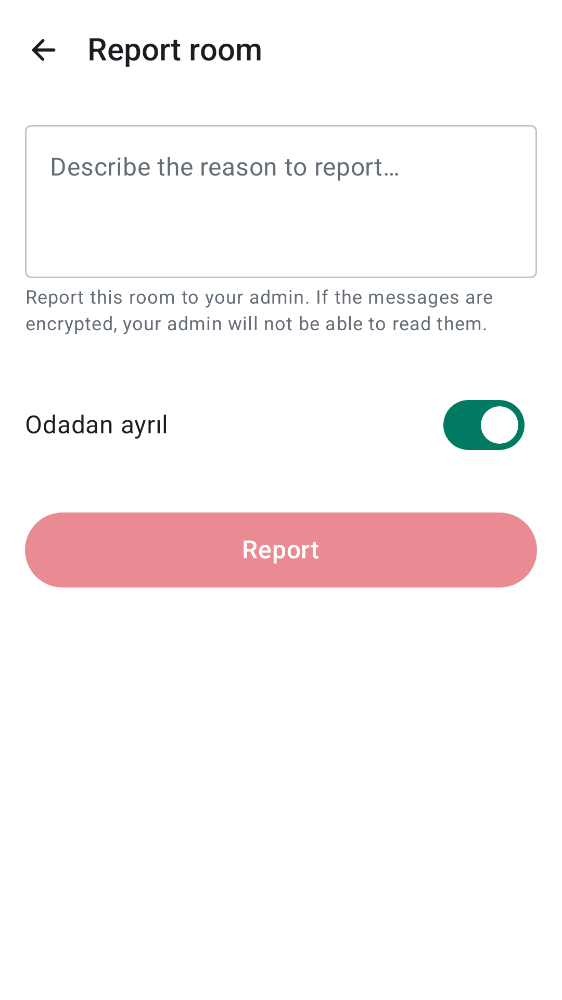 Report room
Describe the reason to report…
Report this room to your admin. If the messages are
encrypted, your admin will not be able to read them.
Odadan ayrıl
Report